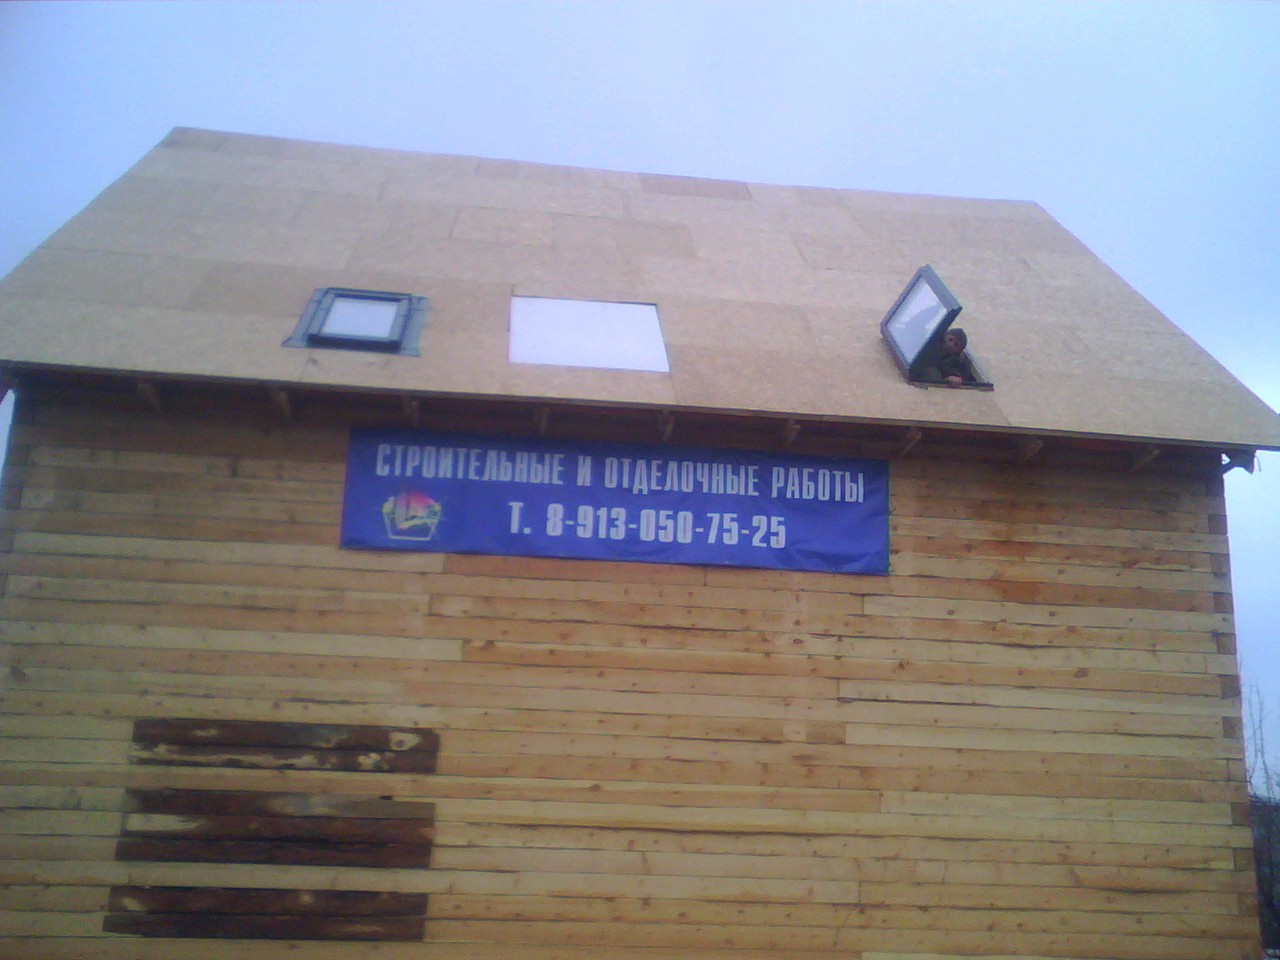 СТРОИТЕЛЬНЫЕ И ОТДЕЛОЧНЫЕ РАБОТЫ
Т. 8-913-050-75-25